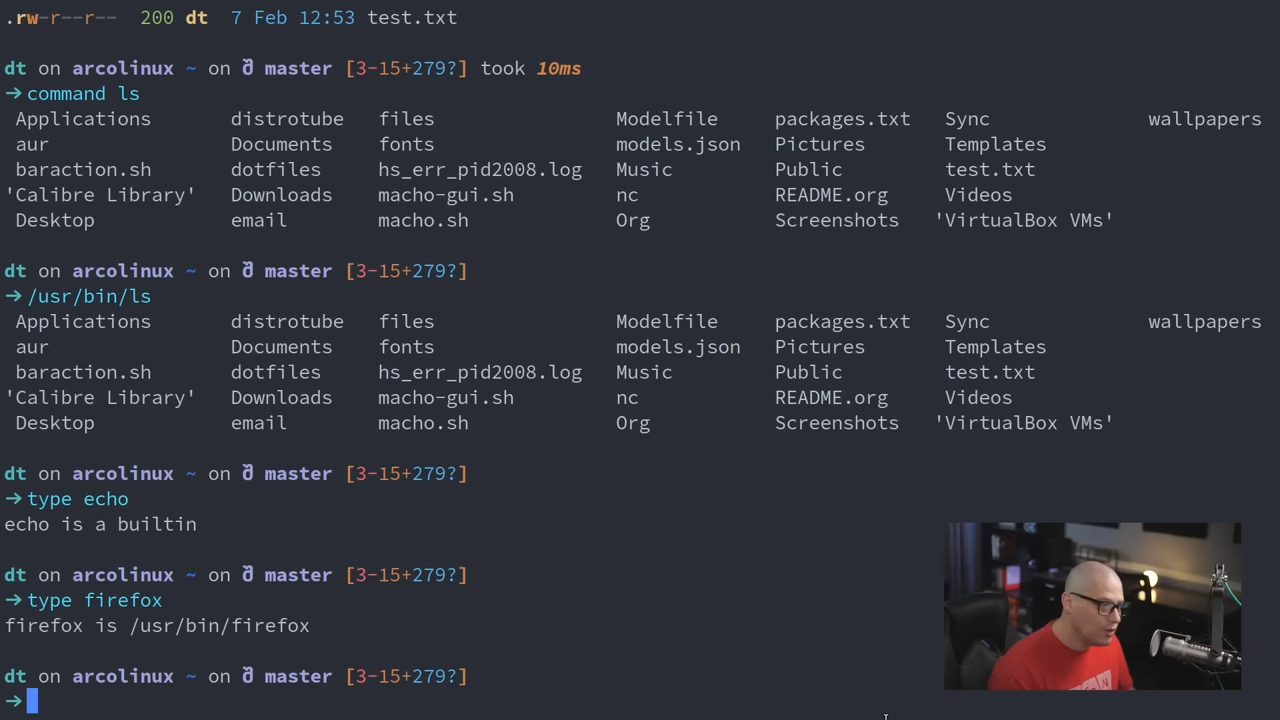 .rw-r--r-- 200 dt 7 Feb 12:53 test.txt
dt on arcolinux ~ on master [3-15+279?] took 10ms
→ command ls
Applications distrotube files Modelfile packages.txt Sync wallpapers
aur Documents fonts models.json Pictures Templates
baraction.sh dotfiles hs_err_pid2008.log Music Public test.txt
'Calibre Library' Downloads macho-gui.sh nc README.org Videos
Desktop email macho.sh Org Screenshots 'VirtualBox VMs'
dt on arcolinux ~ on master [3-15+279?]
→ /usr/bin/ls
Applications distrotube files Modelfile packages.txt Sync wallpapers
aur Documents fonts models.json Pictures Templates
baraction.sh dotfiles hs_err_pid2008.log Music Public test.txt
'Calibre Library' Downloads macho-gui.sh nc README.org Videos
Desktop email macho.sh Org Screenshots 'VirtualBox VMs'
dt on arcolinux ~ on master [3-15+279?]
→ type echo
echo is a builtin
dt on arcolinux ~ on master [3-15+279?]
→ type firefox
firefox is /usr/bin/firefox
dt on arcolinux ~ on master [3-15+279?]
→